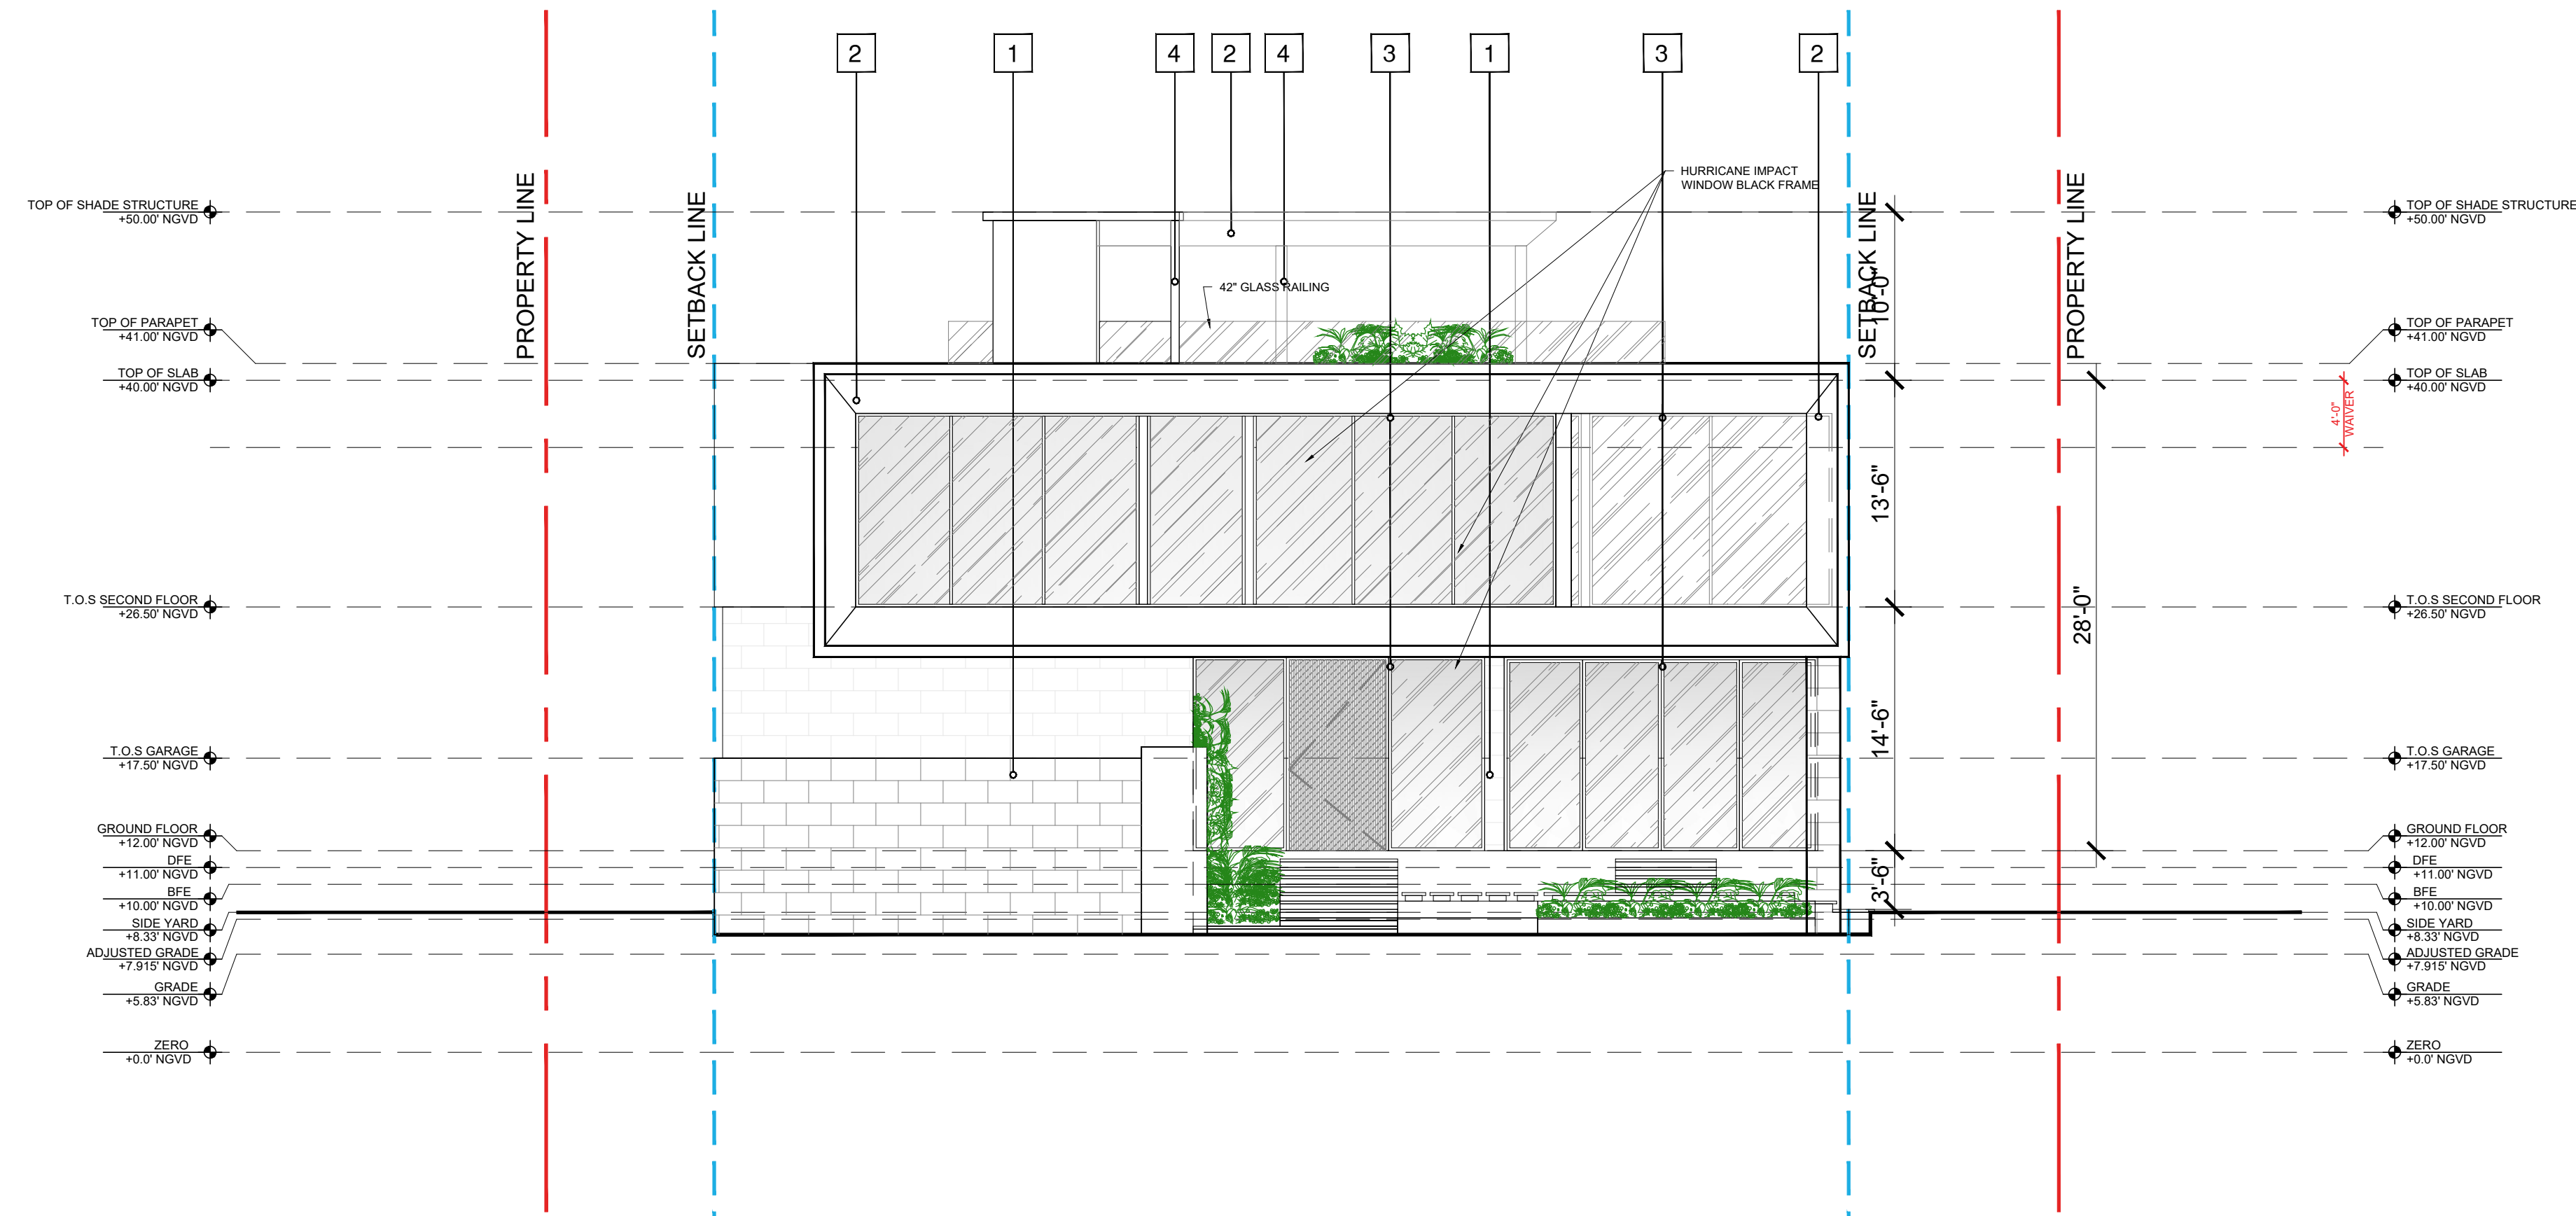 2 1 4 2 4 3 1 3 2
HURRICANE IMPACT
WINDOW BLACK FRAME
42" GLASS RAILING
TOP OF SHADE STRUCTURE
+50.00' NGVD
TOP OF PARAPET
+41.00' NGVD
TOP OF SLAB
+40.00' NGVD
T.O.S SECOND FLOOR
+26.50' NGVD
T.O.S GARAGE
+17.50' NGVD
GROUND FLOOR
+12.00' NGVD
DFE
+11.00' NGVD
BFE
+10.00' NGVD
SIDE YARD
+8.33' NGVD
ADJUSTED GRADE
+7.915' NGVD
GRADE
+5.83' NGVD
ZERO
+0.0' NGVD
PROPERTY LINE
SETBACK LINE
SETBACK LINE
10'-0"
13'-6"
14'-6"
3'-6"
PROPERTY LINE
28'-0"
4'-0"
WAIVER
TOP OF SHADE STRUCTURE
+50.00' NGVD
TOP OF PARAPET
+41.00' NGVD
TOP OF SLAB
+40.00' NGVD
T.O.S SECOND FLOOR
+26.50' NGVD
T.O.S GARAGE
+17.50' NGVD
GROUND FLOOR
+12.00' NGVD
DFE
+11.00' NGVD
BFE
+10.00' NGVD
SIDE YARD
+8.33' NGVD
ADJUSTED GRADE
+7.915' NGVD
GRADE
+5.83' NGVD
ZERO
+0.0' NGVD